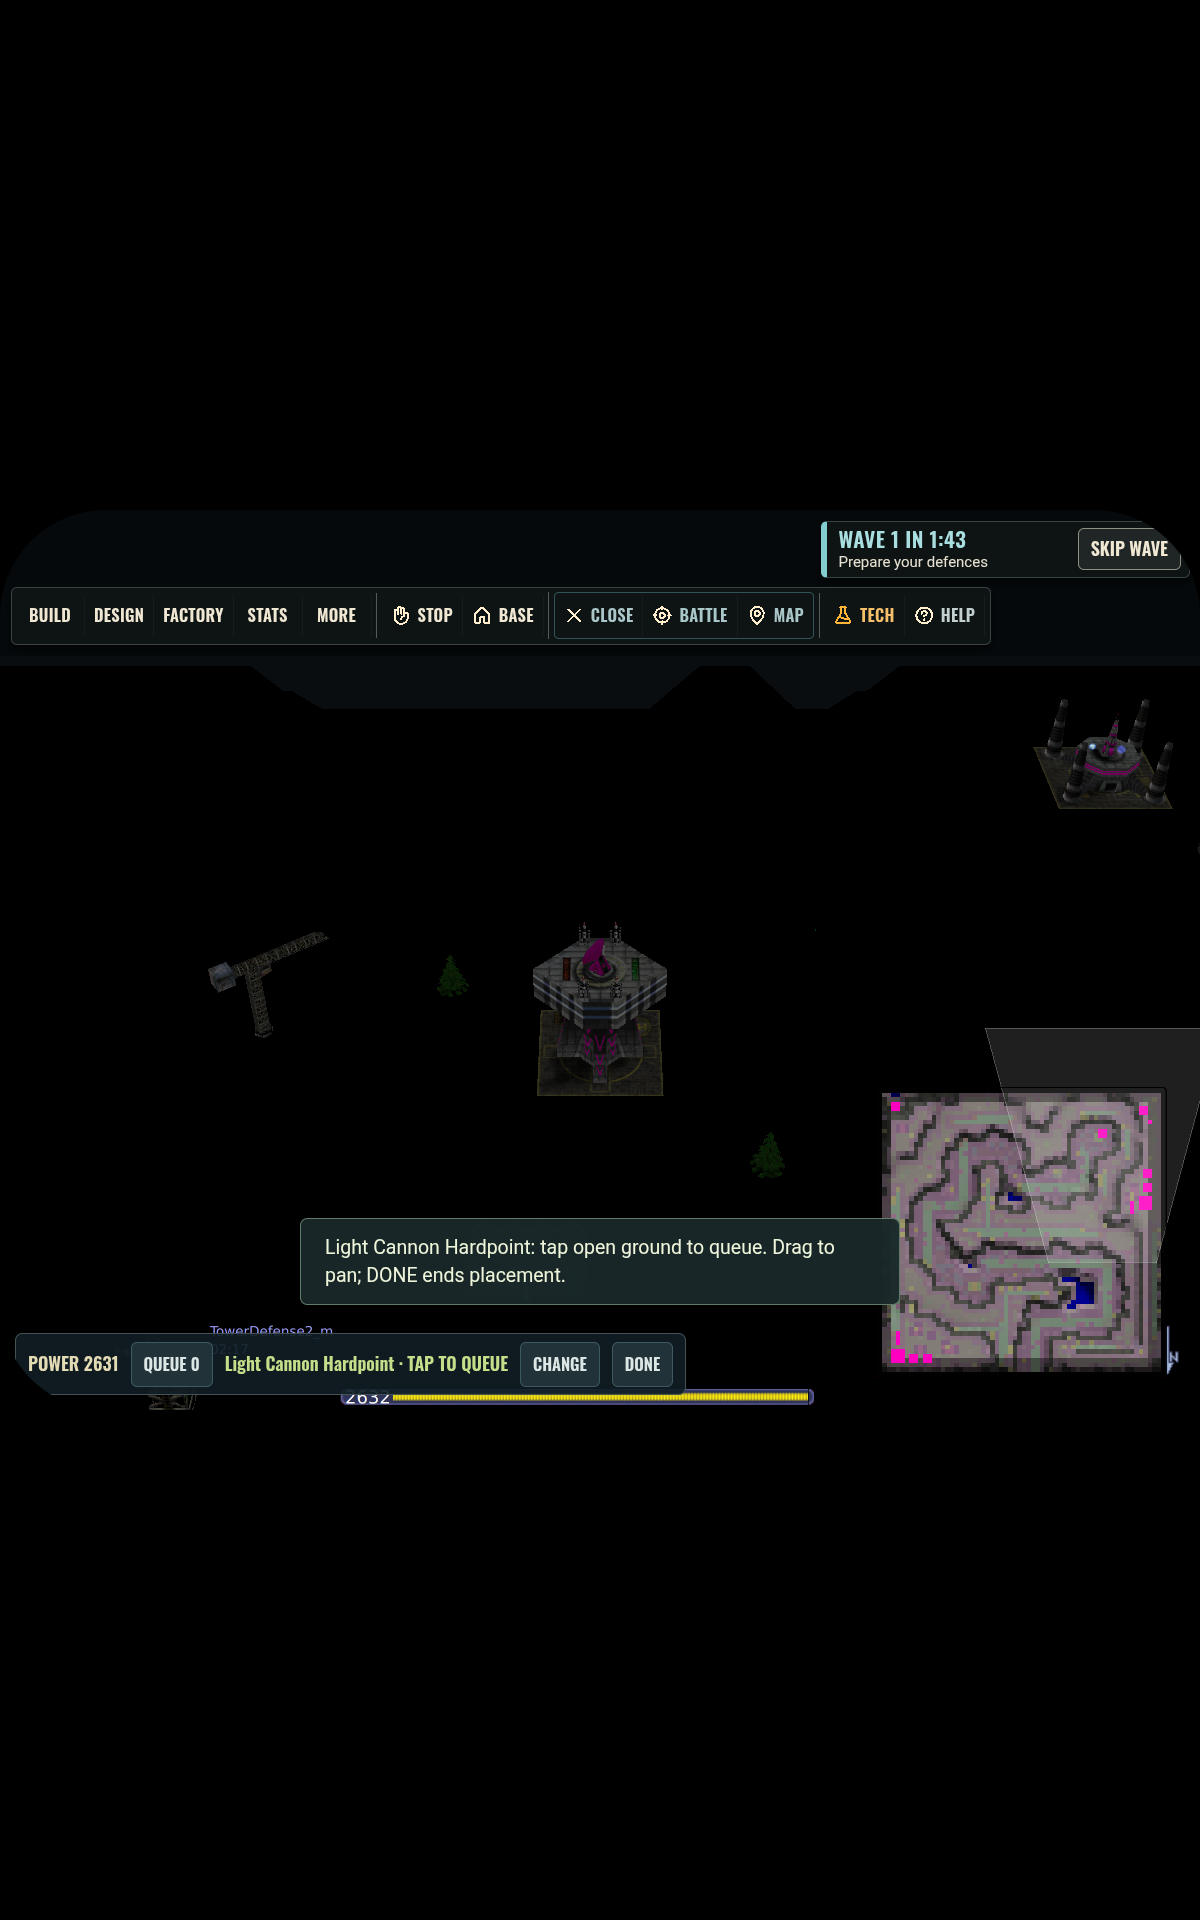 WAVE 1 IN 1:43
Prepare your defences
SKIP WAVE
BUILD DESIGN FACTORY STATS MORE STOP BASE CLOSE BATTLE MAP TECH HELP
Light Cannon Hardpoint: tap open ground to queue. Drag to
pan; DONE ends placement.
TowerDefense2_m
POWER 2631 QUEUE 0 Light Cannon Hardpoint · TAP TO QUEUE CHANGE DONE
2632
N